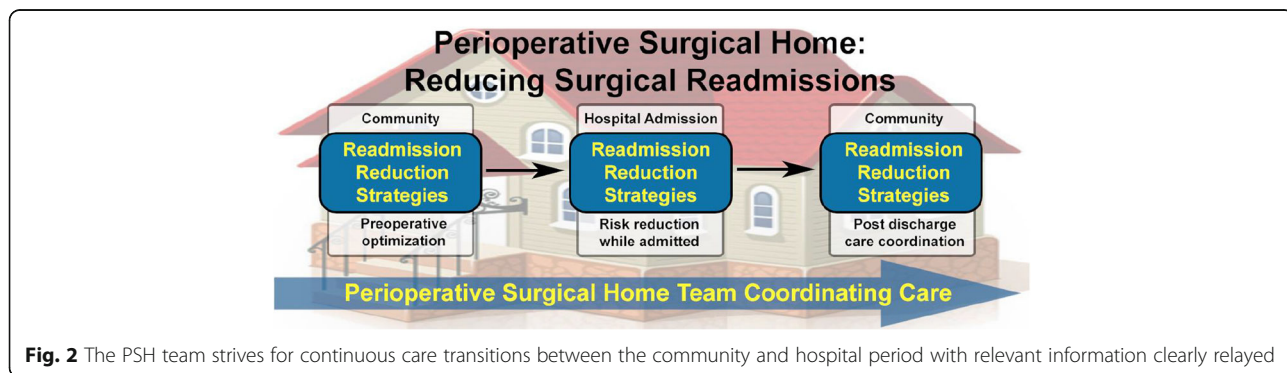 Perioperative Surgical Home:
Reducing Surgical Readmissions
Community
Readmission
Reduction
Strategies
Preoperative
optimization
Hospital Admission
Readmission
Reduction
Strategies
Risk reduction
while admitted
Community
Readmission
Reduction
Strategies
Post discharge
care coordination
Perioperative Surgical Home Team Coordinating Care
Fig. 2 The PSH team strives for continuous care transitions between the community and hospital period with relevant information clearly relayed